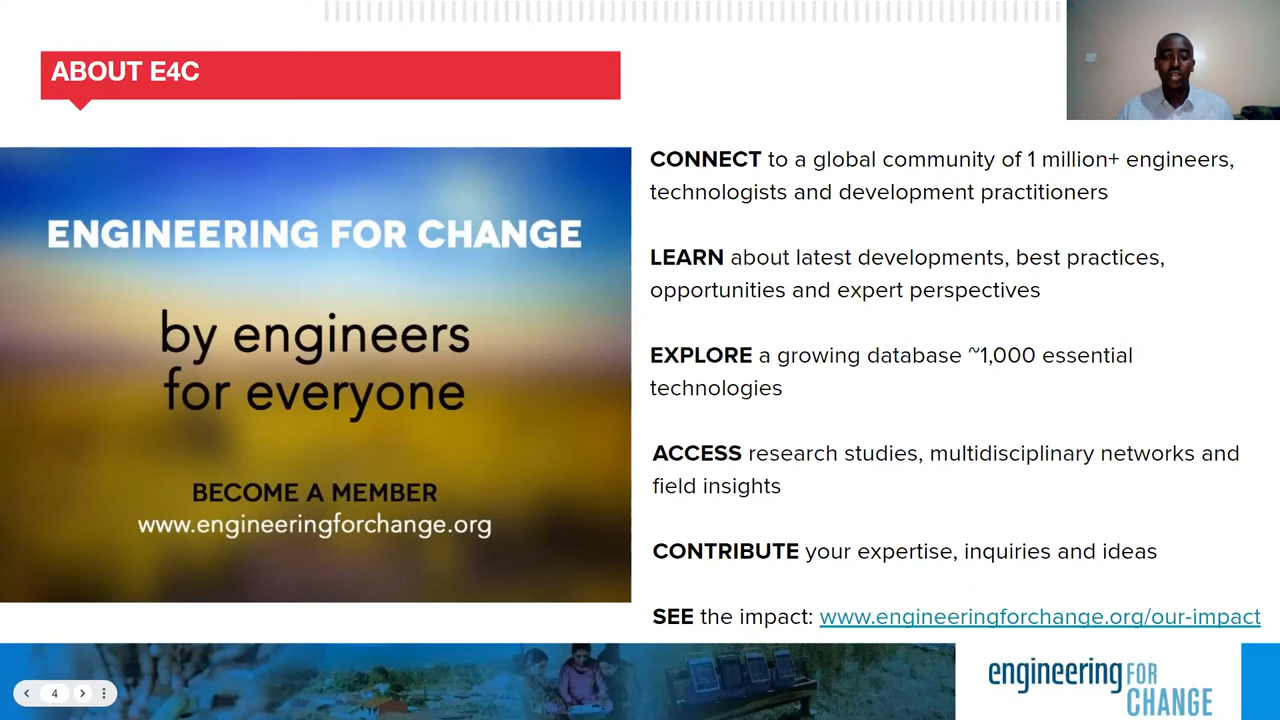 ABOUT E4C
ENGINEERING FOR CHANGE
by engineers
for everyone
BECOME A MEMBER
www.engineeringforchange.org
CONNECT to a global community of 1 million+ engineers,
technologists and development practitioners
LEARN about latest developments, best practices,
opportunities and expert perspectives
EXPLORE a growing database ~1,000 essential
technologies
ACCESS research studies, multidisciplinary networks and
field insights
CONTRIBUTE your expertise, inquiries and ideas
SEE the impact: www.engineeringforchange.org/our-impact
4
engineering FOR
CHANGE